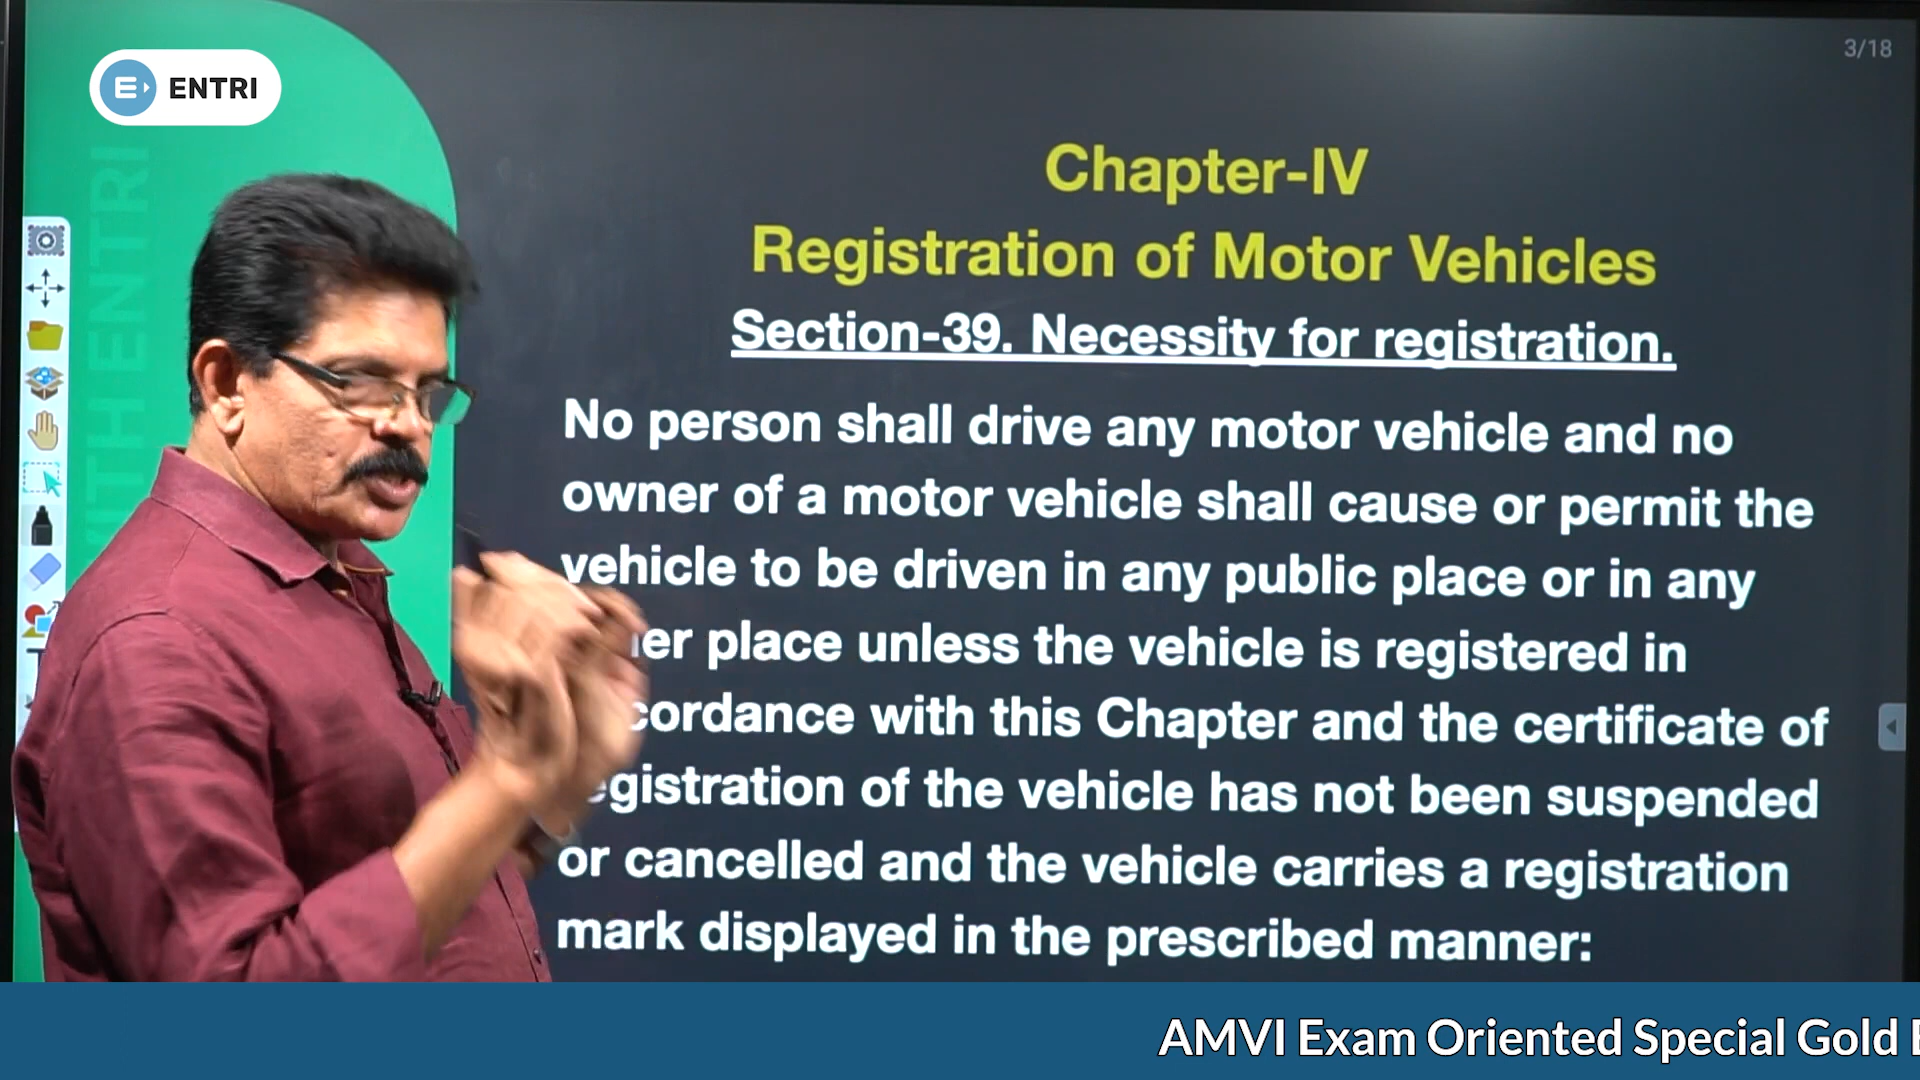 ENTRI
3/18
WITH ENTRI
Chapter-IV
Registration of Motor Vehicles
Section-39. Necessity for registration.
No person shall drive any motor vehicle and no
owner of a motor vehicle shall cause or permit the
vehicle to be driven in any public place or in any
place unless the vehicle is registered in
with this Chapter and the certificate of
of the vehicle has not been suspended
or cancelled and the vehicle carries a registration
mark displayed in the prescribed manner:
AMVI Exam Oriented Special Gold